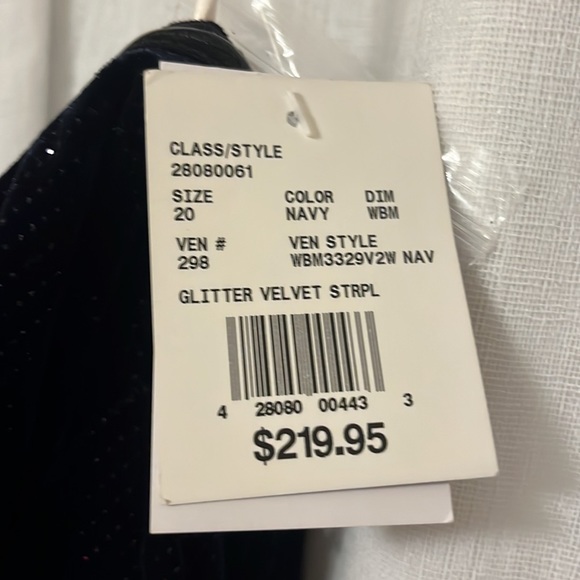 CLASS/STYLE
28080061
SIZE COLOR DIM
20 NAVY WBM
VEN # VEN STYLE
298 WBM3329V2W NAV
GLITTER VELVET STRPL
4 28080 00443 3
$219.95